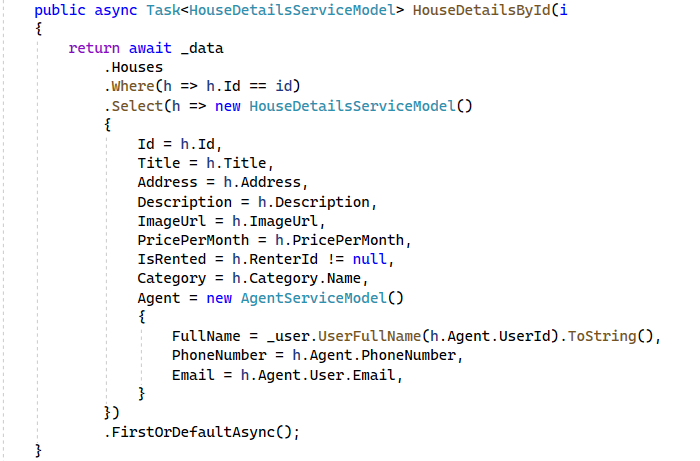 public async Task<HouseDetailsServiceModel> HouseDetailsById(i
{
    return await _data
        .Houses
        .Where(h => h.Id == id)
        .Select(h => new HouseDetailsServiceModel()
        {
            Id = h.Id,
            Title = h.Title,
            Address = h.Address,
            Description = h.Description,
            ImageUrl = h.ImageUrl,
            PricePerMonth = h.PricePerMonth,
            IsRented = h.RenterId != null,
            Category = h.Category.Name,
            Agent = new AgentServiceModel()
            {
                FullName = _user.UserFullName(h.Agent.UserId).ToString(),
                PhoneNumber = h.Agent.PhoneNumber,
                Email = h.Agent.User.Email,
            }
        })
        .FirstOrDefaultAsync();
}